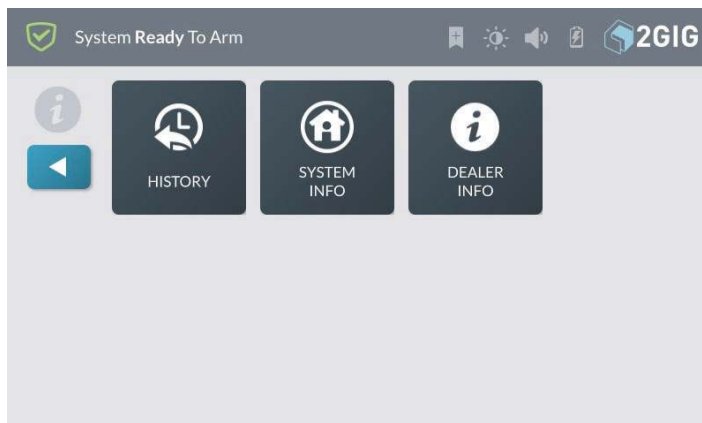 System Ready To Arm
2GIG
HISTORY
SYSTEM
INFO
DEALER
INFO